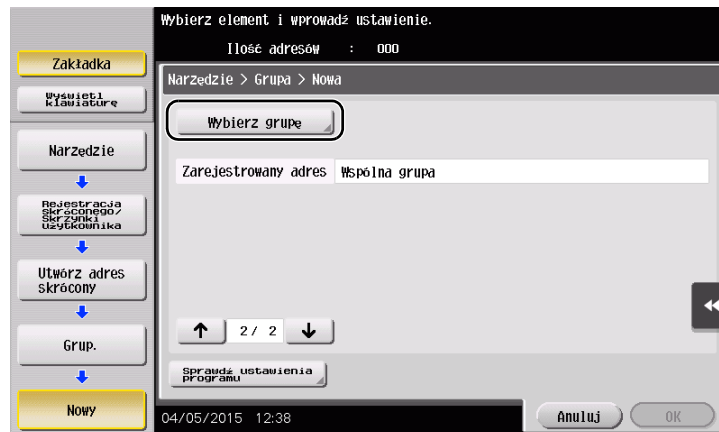 Wybierz element i wprowadź ustawienie.
Ilość adresów : 000
Zakładka
Wyświetl
klawiaturę
Narzędzie
Rejestracja
skróconego/
Skrzynki
użytkownika
Utwórz adres
skrócony
Grup.
Nowy
Narzędzie > Grupa > Nowa
Wybierz grupę
Zarejestrowany adres Wspólna grupa
2/ 2
Sprawdź ustawienia
programu
04/05/2015 12:38
Anuluj
OK